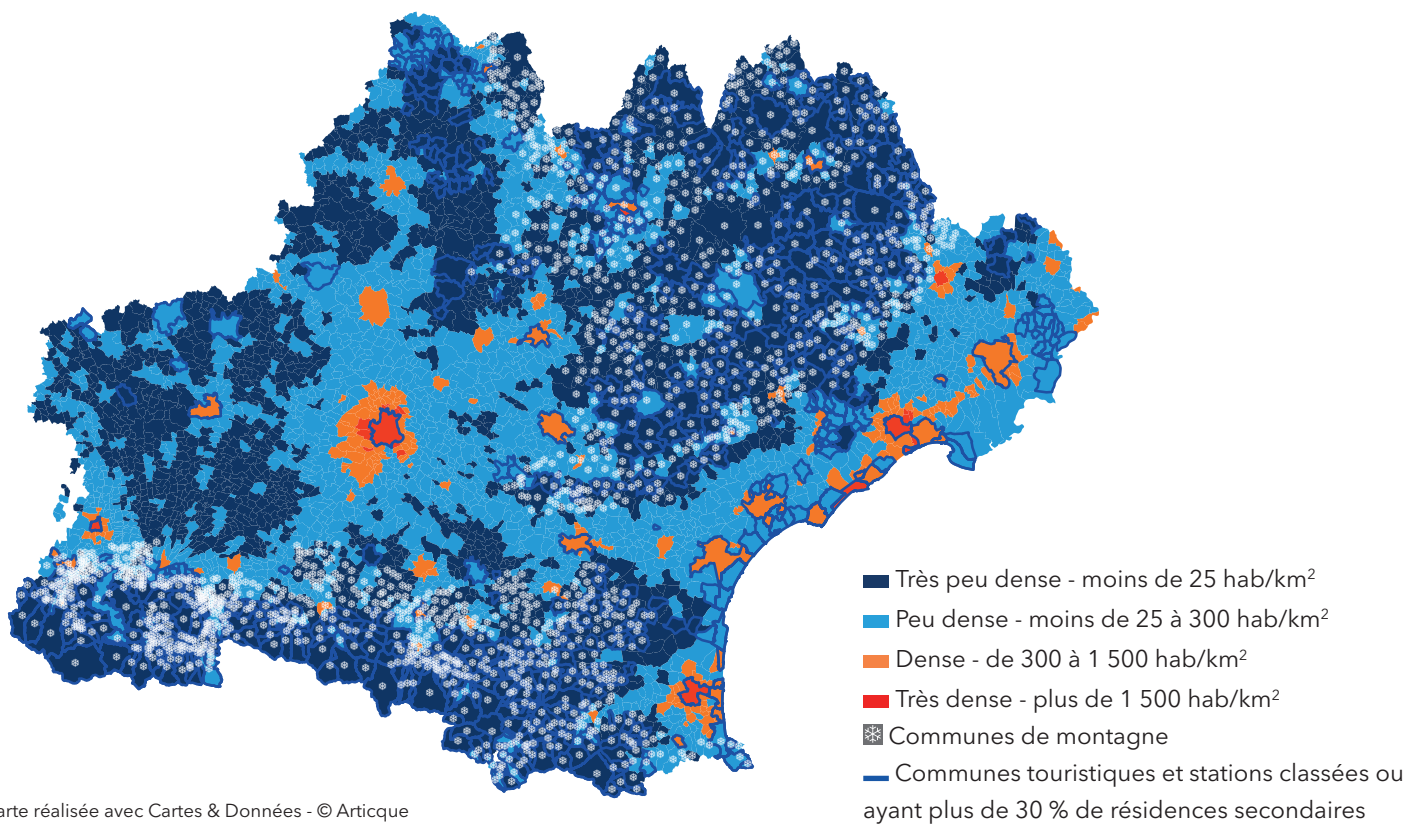 Très peu dense - moins de 25 hab/km²
Peu dense - moins de 25 à 300 hab/km²
Dense - de 300 à 1 500 hab/km²
Très dense - plus de 1 500 hab/km²
Communes de montagne
Communes touristiques et stations classées ou
ayant plus de 30 % de résidences secondaires
arte réalisée avec Cartes & Données - © Articque